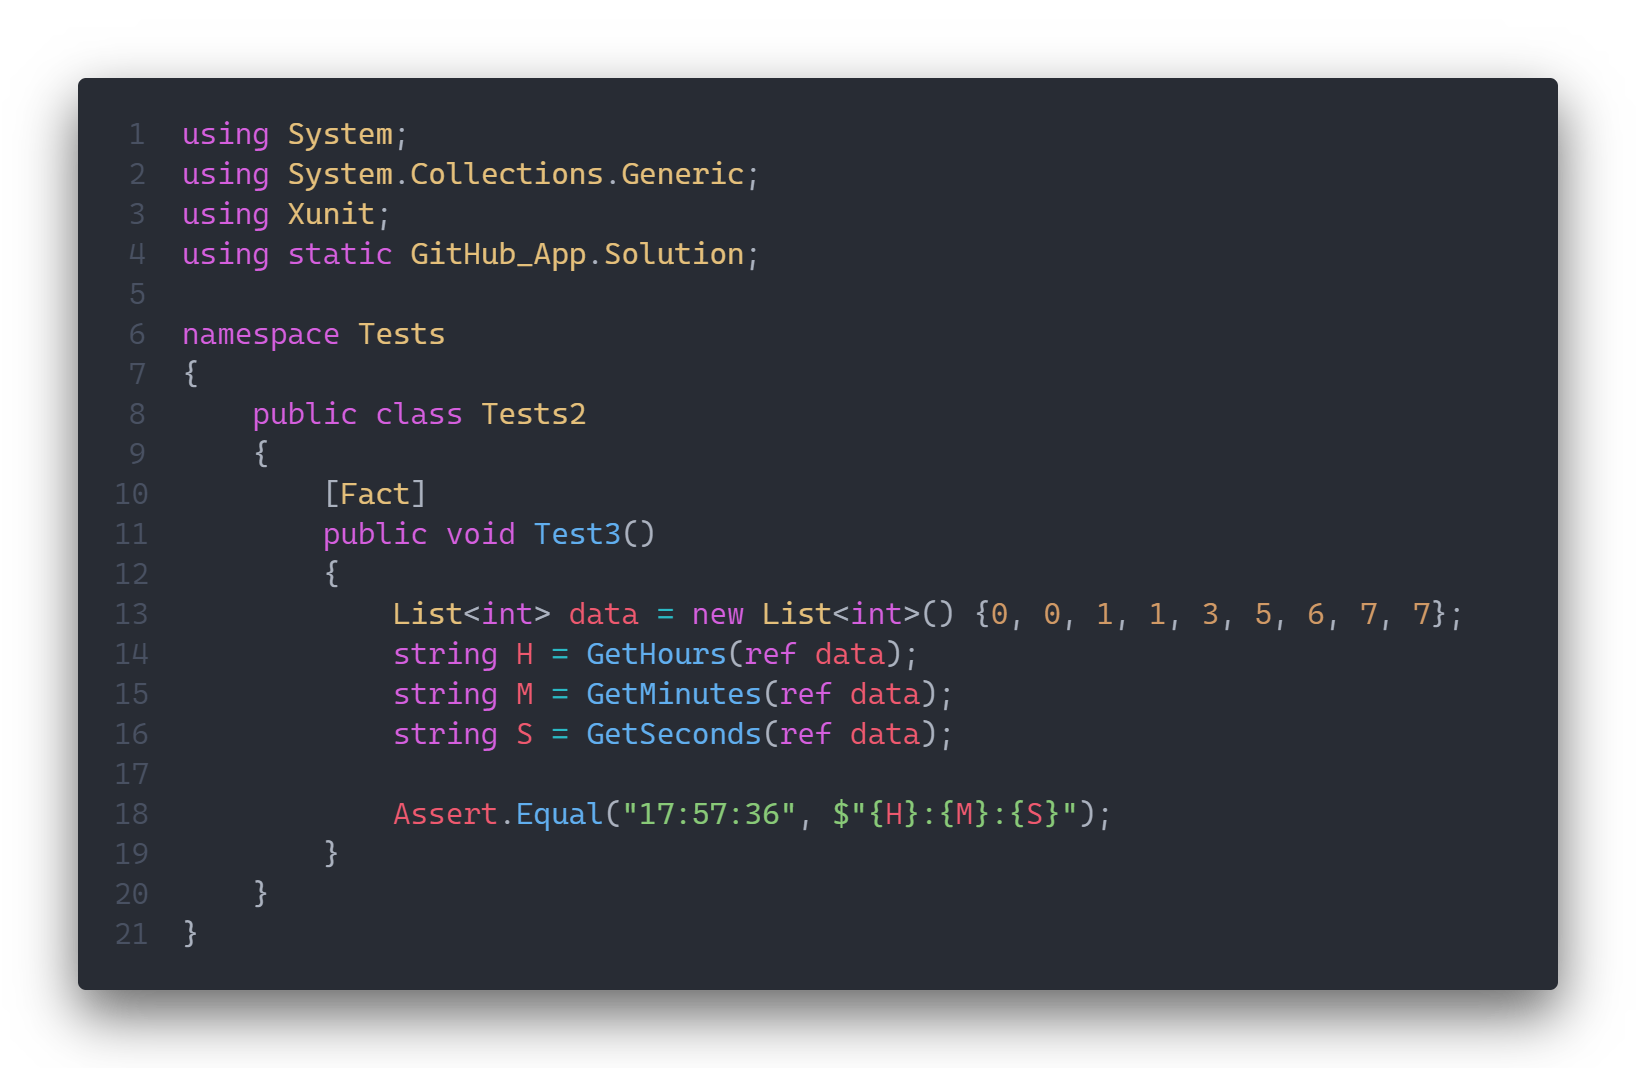 1 using System;
2 using System.Collections.Generic;
3 using Xunit;
4 using static GitHub_App.Solution;
5
6 namespace Tests
7 {
8     public class Tests2
9     {
10         [Fact]
11         public void Test3()
12         {
13             List<int> data = new List<int>() {0, 0, 1, 1, 3, 5, 6, 7, 7};
14             string H = GetHours(ref data);
15             string M = GetMinutes(ref data);
16             string S = GetSeconds(ref data);
17
18             Assert.Equal("17:57:36", $"{H}:{M}:{S}");
19         }
20     }
21 }